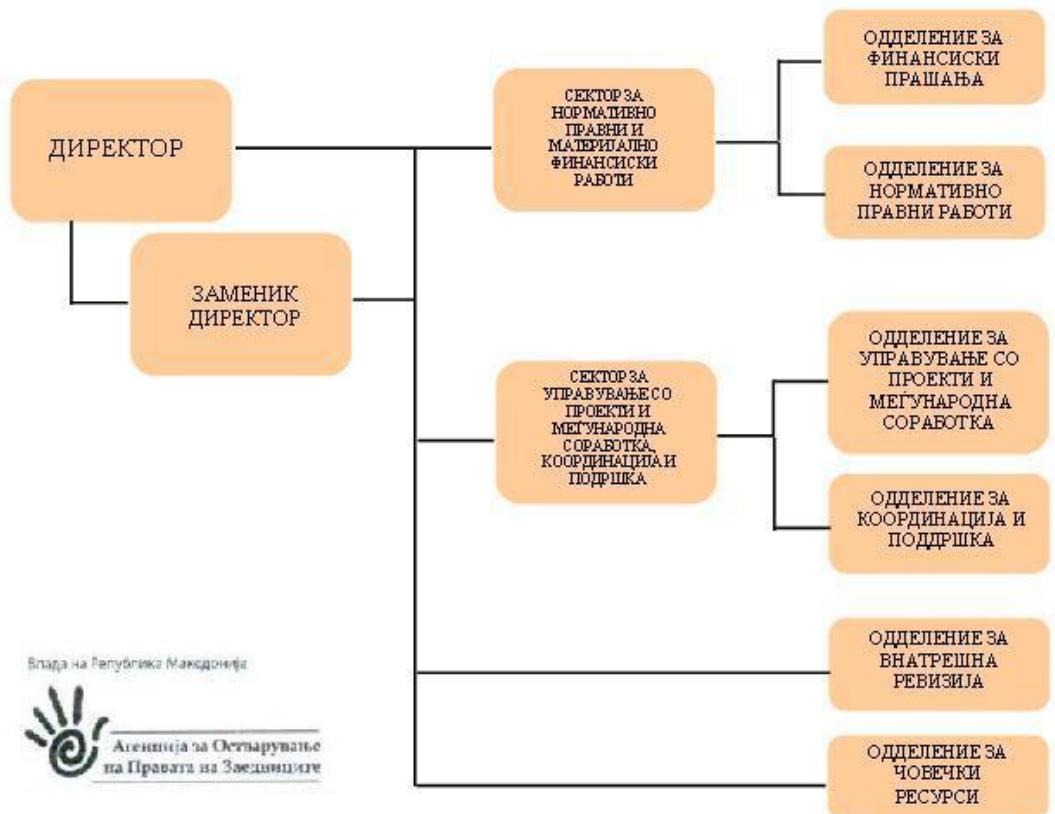 ДИРЕКТОР
ЗАМЕНИК
ДИРЕКТОР
СЕКТОР ЗА
НОРМАТИВНО
ПРАВНИ И
МАТЕРИЈАЛНО
ФИНАНСИСКИ
РАБОТИ
ОДДЕЛЕНИЕ ЗА
ФИНАНСИСКИ
ПРАШАЊА
ОДДЕЛЕНИЕ ЗА
НОРМАТИВНО
ПРАВНИ РАБОТИ
СЕКТОР ЗА
УПРАВУВАЊЕ СО
ПРОЕКТИ И
МЕЃУНАРОДНА
СОРАБОТКА,
КООРДИНАЦИЈА И
ПОДРШКА
ОДДЕЛЕНИЕ ЗА
УПРАВУВАЊЕ СО
ПРОЕКТИ И
МЕЃУНАРОДНА
СОРАБОТКА
ОДДЕЛЕНИЕ ЗА
КООРДИНАЦИЈА И
ПОДДРШКА
ОДДЕЛЕНИЕ ЗА
ВНАТРЕШНА
РЕВИЗИЈА
ОДДЕЛЕНИЕ ЗА
ЧОВЕЧКИ
РЕСУРСИ
Влада на Република Македонија
Агенција за Остварување
на Правата на Заедниците